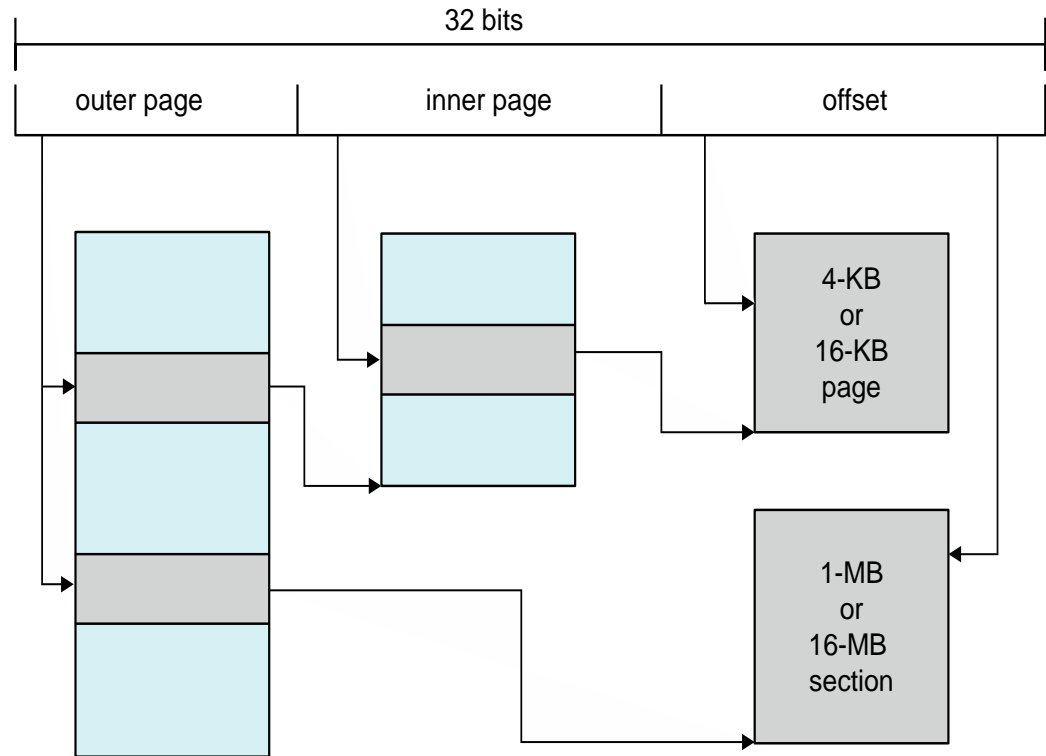 32 bits
outer page
inner page
offset
4-KB
or
16-KB
page
1-MB
or
16-MB
section